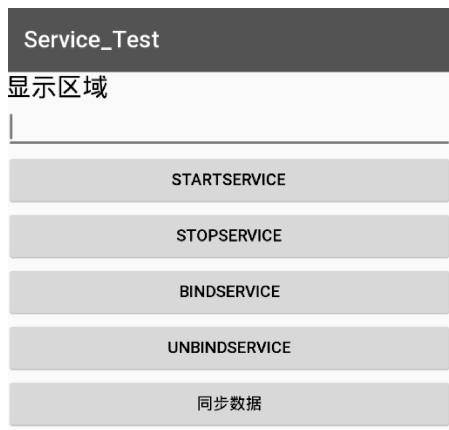 Service_Test
显示区域
STARTSERVICE
STOPSERVICE
BINDSERVICE
UNBINDSERVICE
同步数据